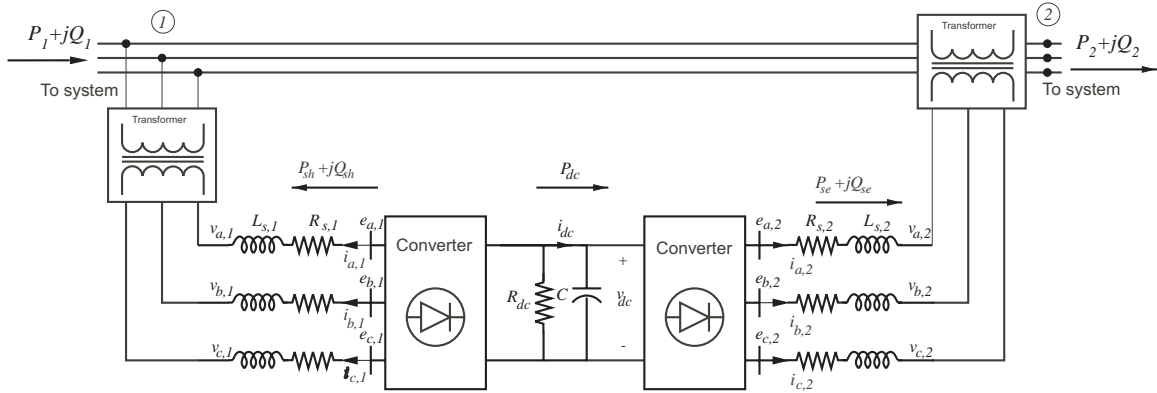 1
2
Transformer
P1+jQ1
P2+jQ2
To system
To system
Transformer
Psh+jQsh
Pdc
Pse+jQse
va,1
Ls,1
Rs,1
ea,1
ia,1
Converter
idc
Converter
ea,2
Rs,2
Ls,2
va,2
ia,2
+
vb,1
eb,1
ib,1
Rdc
C
vdc
eb,2
ib,2
vb,2
-
vc,1
ec,1
ic,1
ec,2
ic,2
vc,2